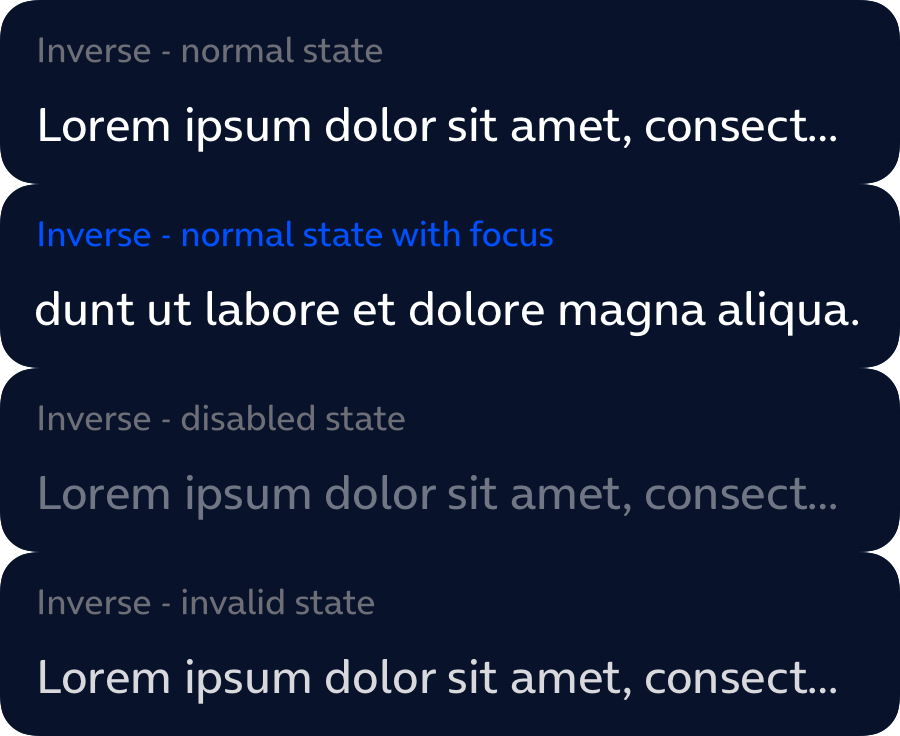 Inverse - normal state
Lorem ipsum dolor sit amet, consect...
Inverse - normal state with focus
dunt ut labore et dolore magna aliqua.
Inverse - disabled state
Lorem ipsum dolor sit amet, consect...
Inverse - invalid state
Lorem ipsum dolor sit amet, consect...